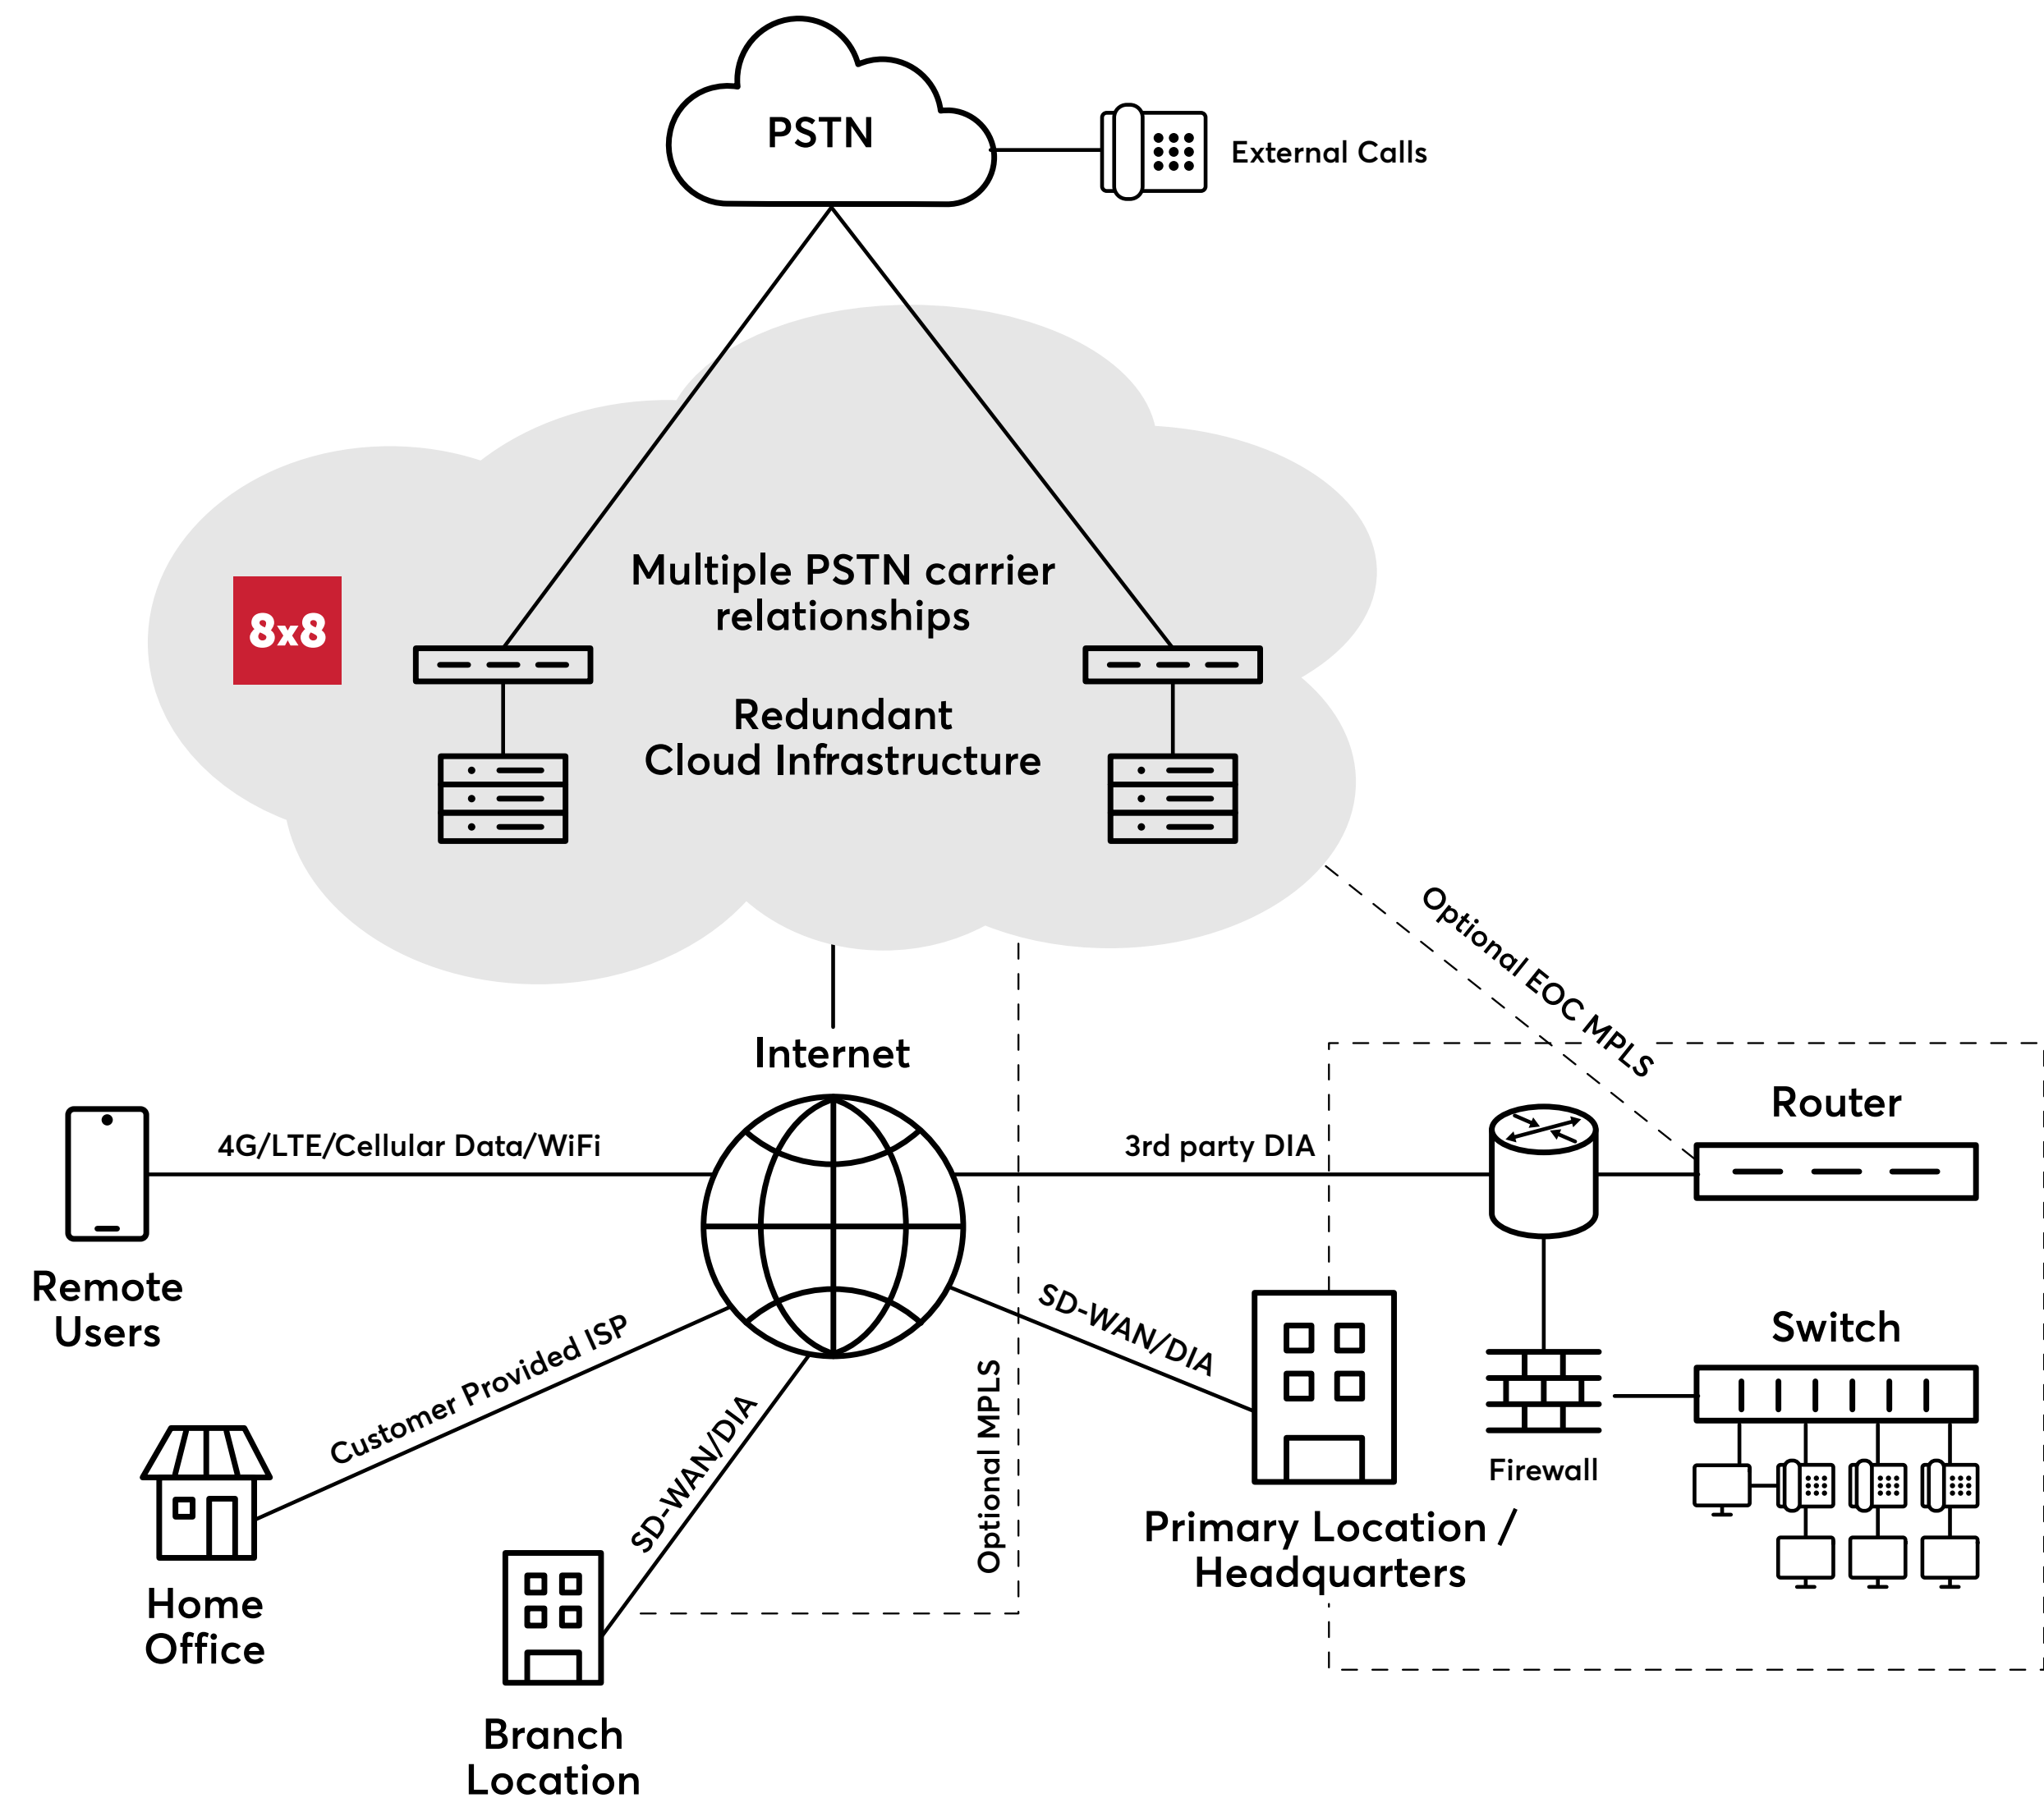 PSTN
External Calls
Multiple PSTN carrier
relationships
8x8
Redundant
Cloud Infrastructure
Optional EOC MPLS
Internet
Router
4G/LTE/Cellular Data/WiFi
3rd party DIA
Remote
Users
SD-WAN/DIA
Switch
Customer Provided ISP
SD-WAN/DIA
Optional MPLS
Firewall
Primary Location
Headquarters
/
Home
Office
Branch
Location